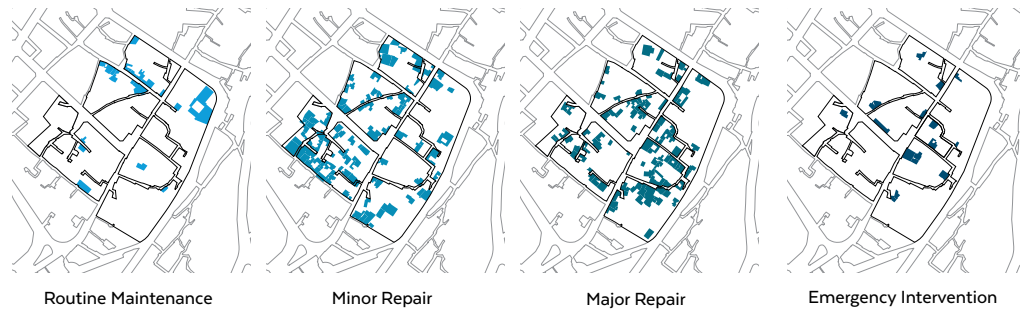 Routine Maintenance
Minor Repair
Major Repair
Emergency Intervention